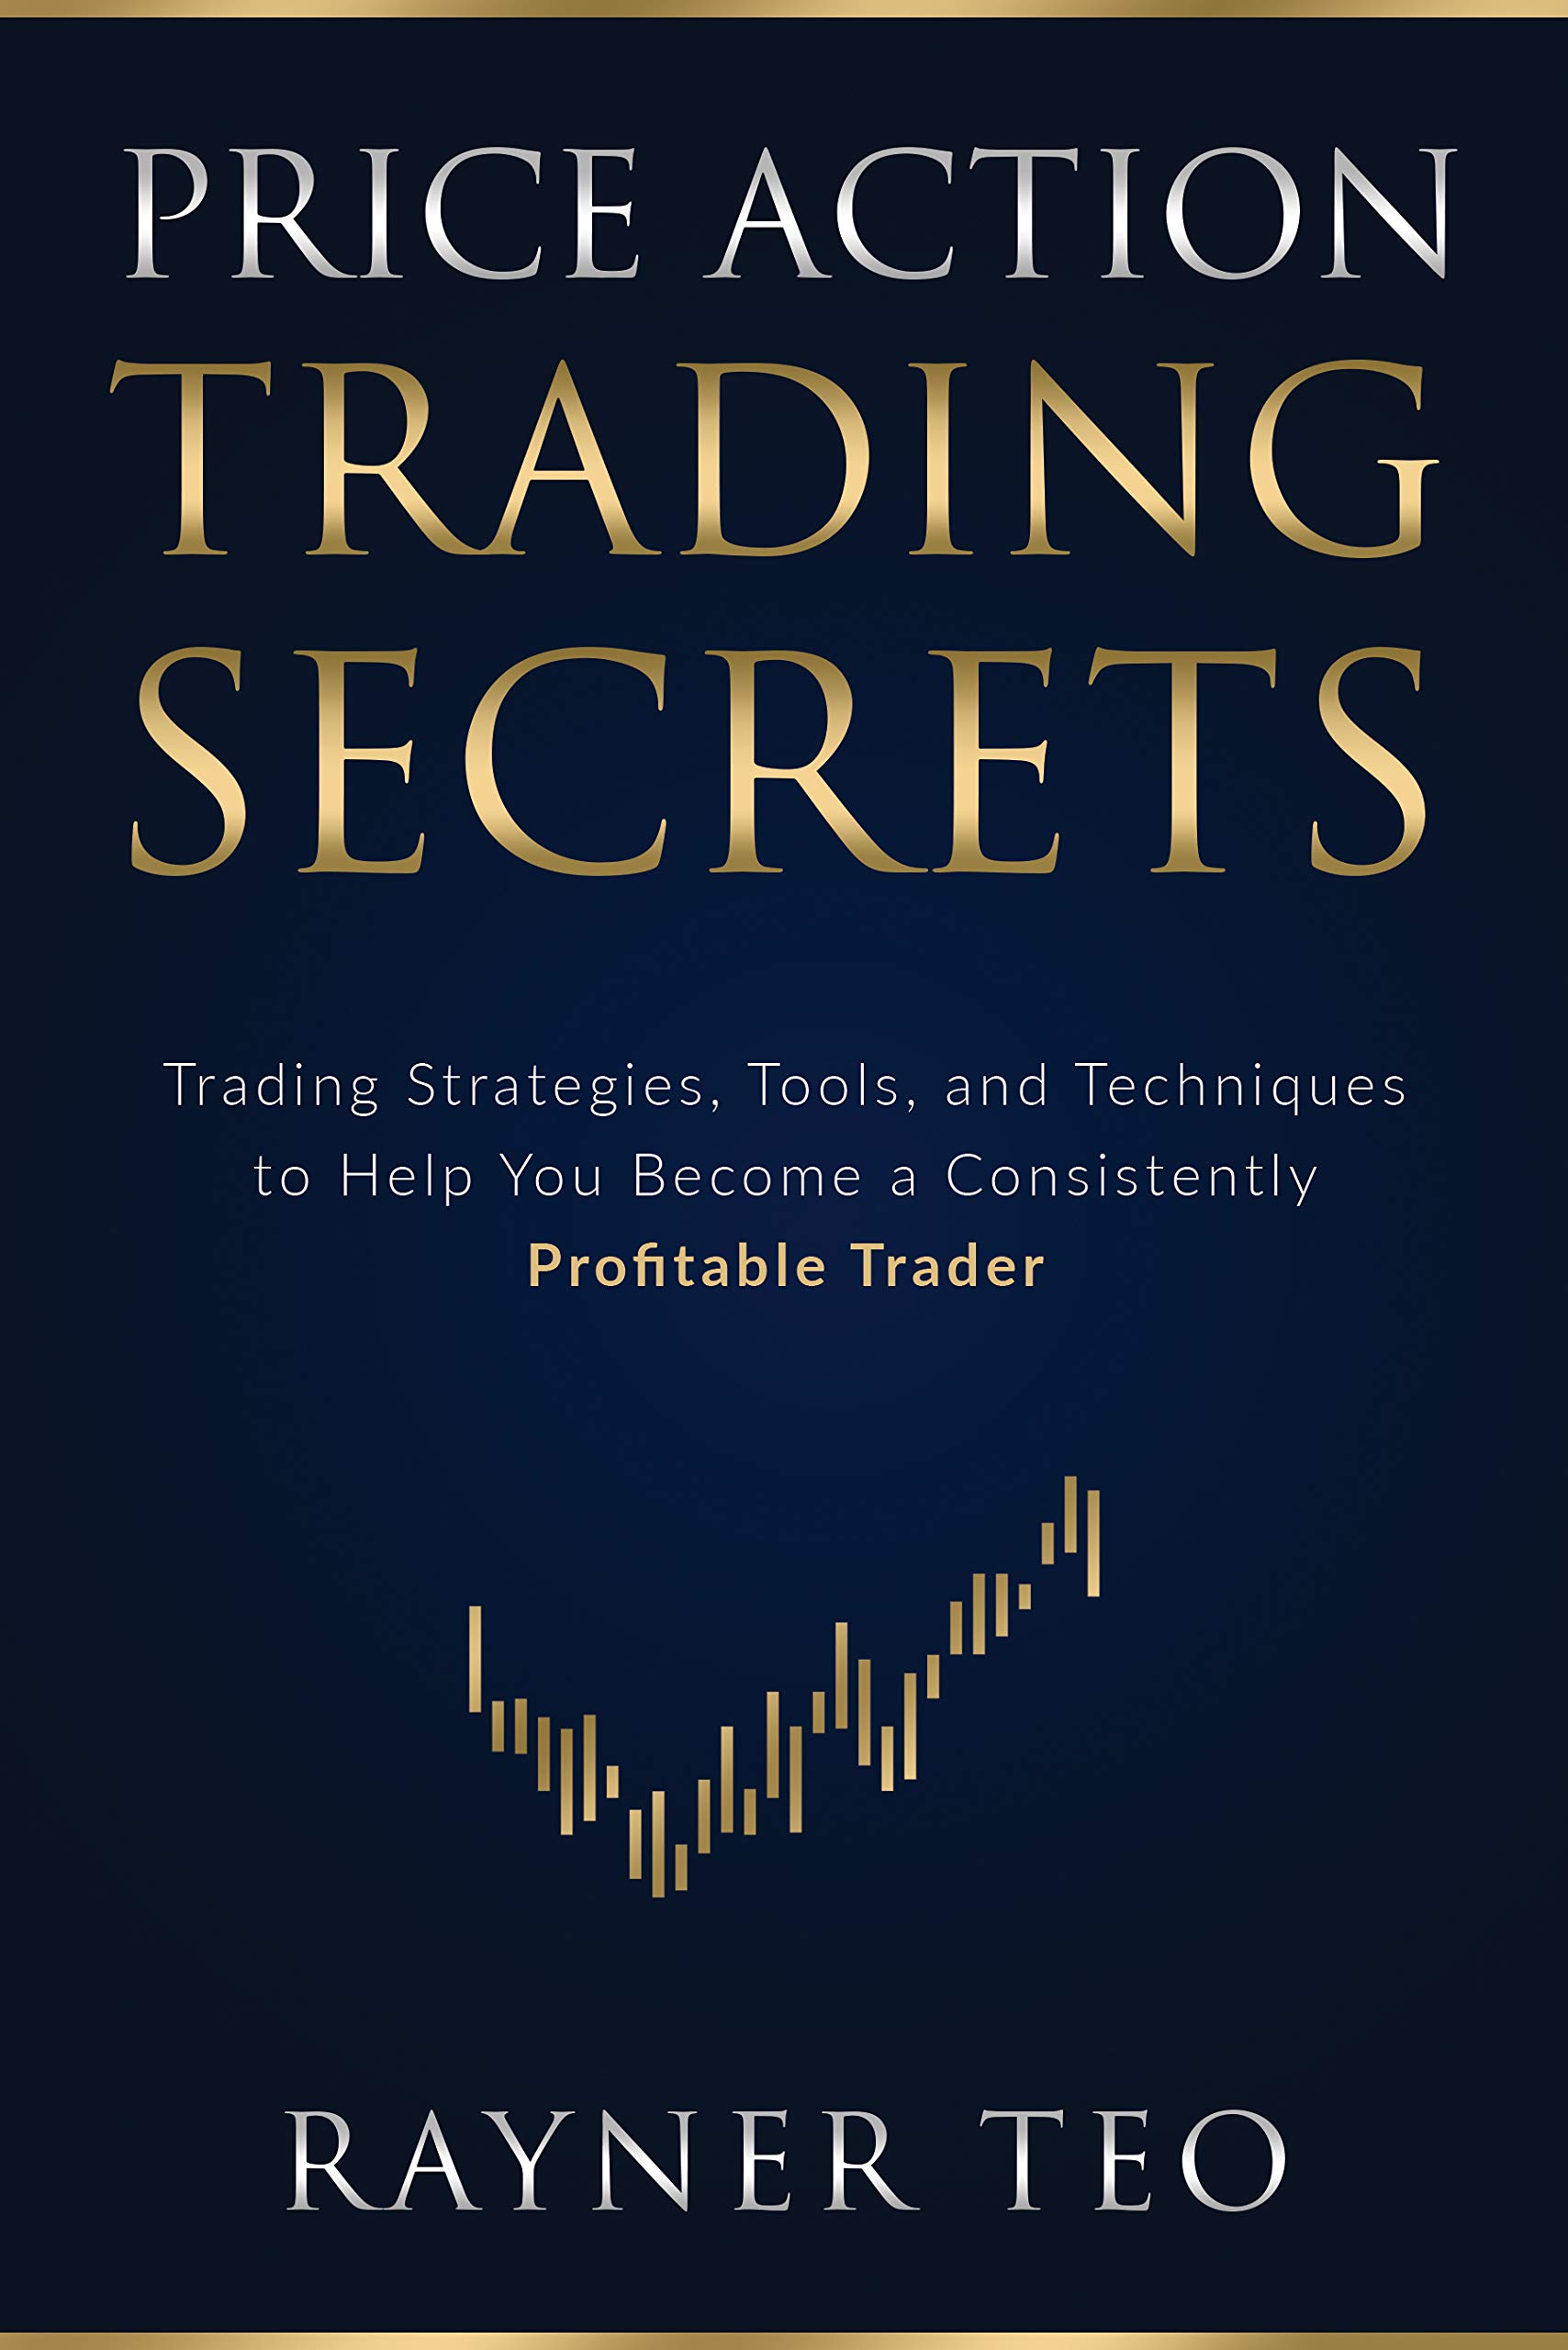 PRICE ACTION
TRADING
SECRETS
Trading Strategies, Tools, and Techniques
to Help You Become a Consistently
Profitable Trader
RAYNER TEO